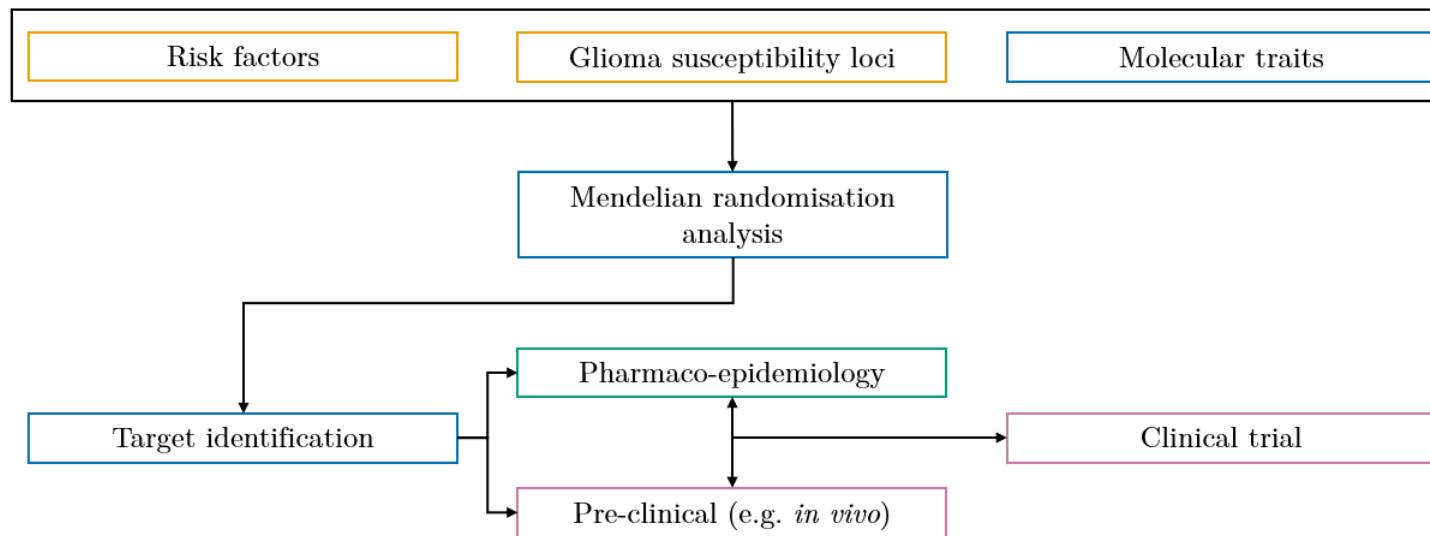 Risk factors
Glioma susceptibility loci
Molecular traits
Mendelian randomisation
analysis
Pharmaco-epidemiology
Target identification
Clinical trial
Pre-clinical (e.g. in vivo)